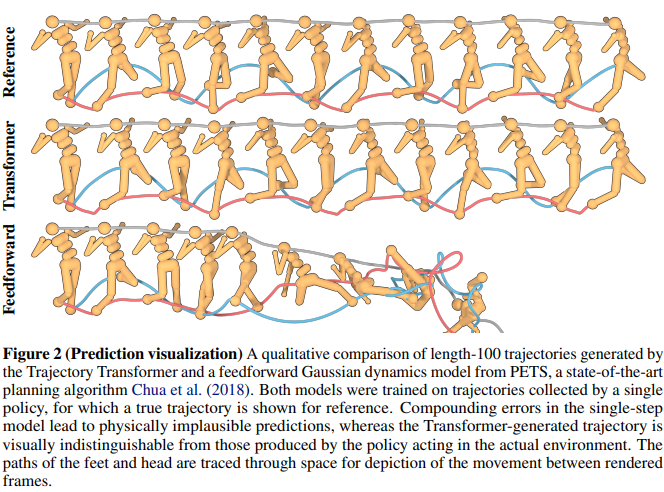 Reference
Transformer
Feedforward
Figure 2 (Prediction visualization) A qualitative comparison of length-100 trajectories generated by
the Trajectory Transformer and a feedforward Gaussian dynamics model from PETS, a state-of-the-art
planning algorithm Chua et al. (2018). Both models were trained on trajectories collected by a single
policy, for which a true trajectory is shown for reference. Compounding errors in the single-step
model lead to physically implausible predictions, whereas the Transformer-generated trajectory is
visually indistinguishable from those produced by the policy acting in the actual environment. The
paths of the feet and head are traced through space for depiction of the movement between rendered
frames.